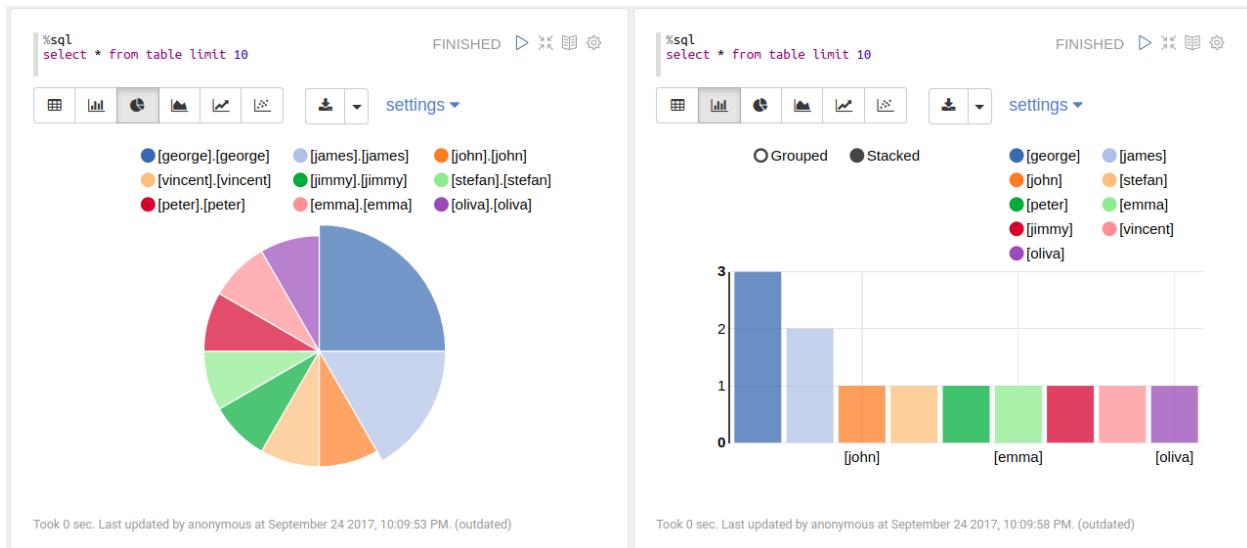 %sql
select * from table limit 10
FINISHED
settings
[george].[george] [james].[james] [john].[john]
[vincent].[vincent] [jimmy].[jimmy] [stefan].[stefan]
[peter].[peter] [emma].[emma] [oliva].[oliva]
Took 0 sec. Last updated by anonymous at September 24 2017, 10:09:53 PM. (outdated)
%sql
select * from table limit 10
FINISHED
settings
Grouped Stacked
[george] [james]
[john] [stefan]
[peter] [emma]
[jimmy] [vincent]
[oliva]
3
2
1
0
[john] [emma] [oliva]
Took 0 sec. Last updated by anonymous at September 24 2017, 10:09:58 PM. (outdated)